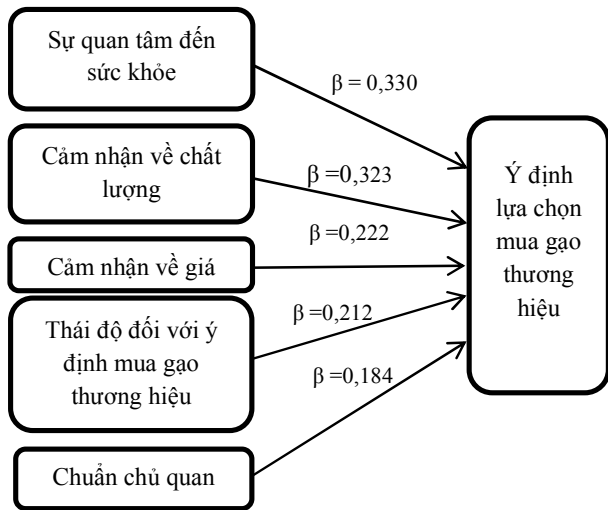 Sự quan tâm đến
sức khỏe
β = 0,330
Cảm nhận về chất
lượng
β =0,323
β =0,222
Cảm nhận về giá
Thái độ đối với ý
định mua gạo
thương hiệu
β=0,212
β=0,184
Chuẩn chủ quan
Ý định
lựa chọn
mua gạo
thương
hiệu